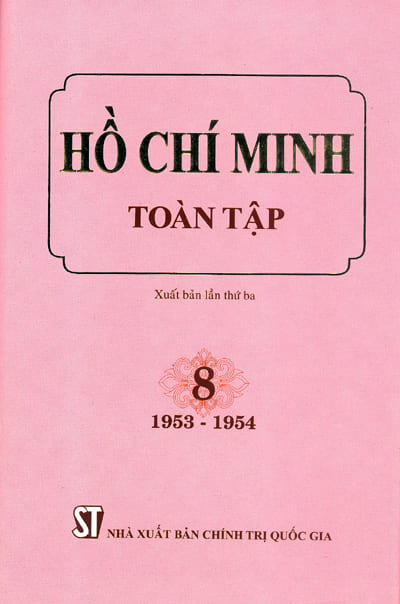 HỒ CHÍ MINH
TOÀN TẬP
Xuất bản lần thứ ba
8
1953 - 1954
ST NHÀ XUẤT BẢN CHÍNH TRỊ QUỐC GIA